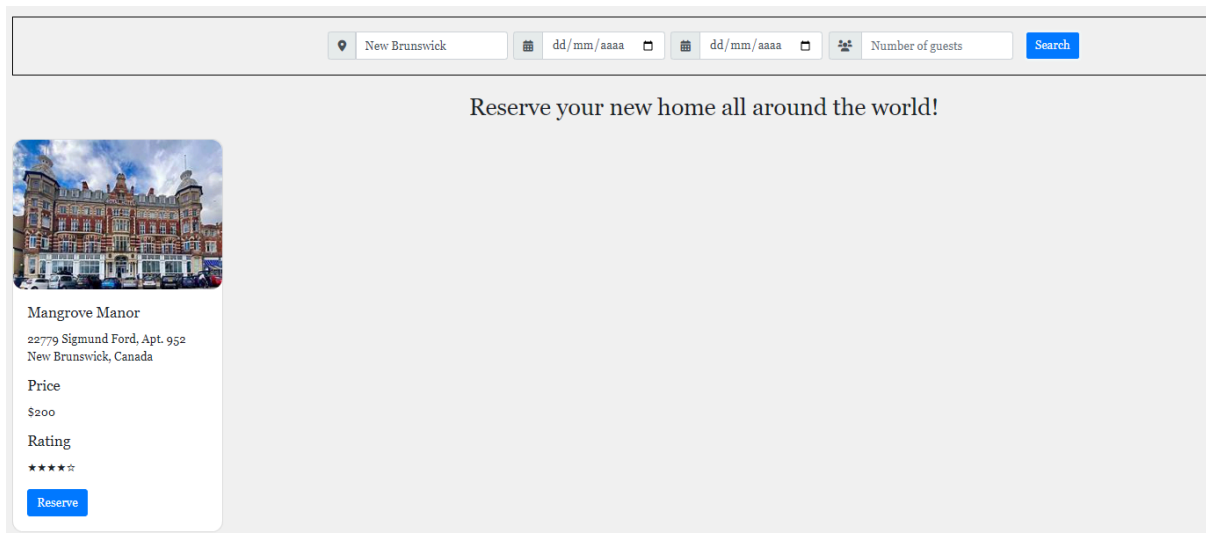 New Brunswick dd/mm/aaaa dd/mm/aaaa Number of guests Search
Reserve your new home all around the world!
Mangrove Manor
22779 Sigmund Ford, Apt. 952
New Brunswick, Canada
Price
$200
Rating
★★★★☆
Reserve